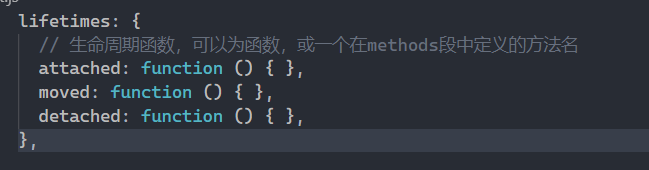 lifetimes: {
// 生命周期函数，可以为函数，或一个在methods段中定义的方法名
attached: function () { },
moved: function () { },
detached: function () { },
},